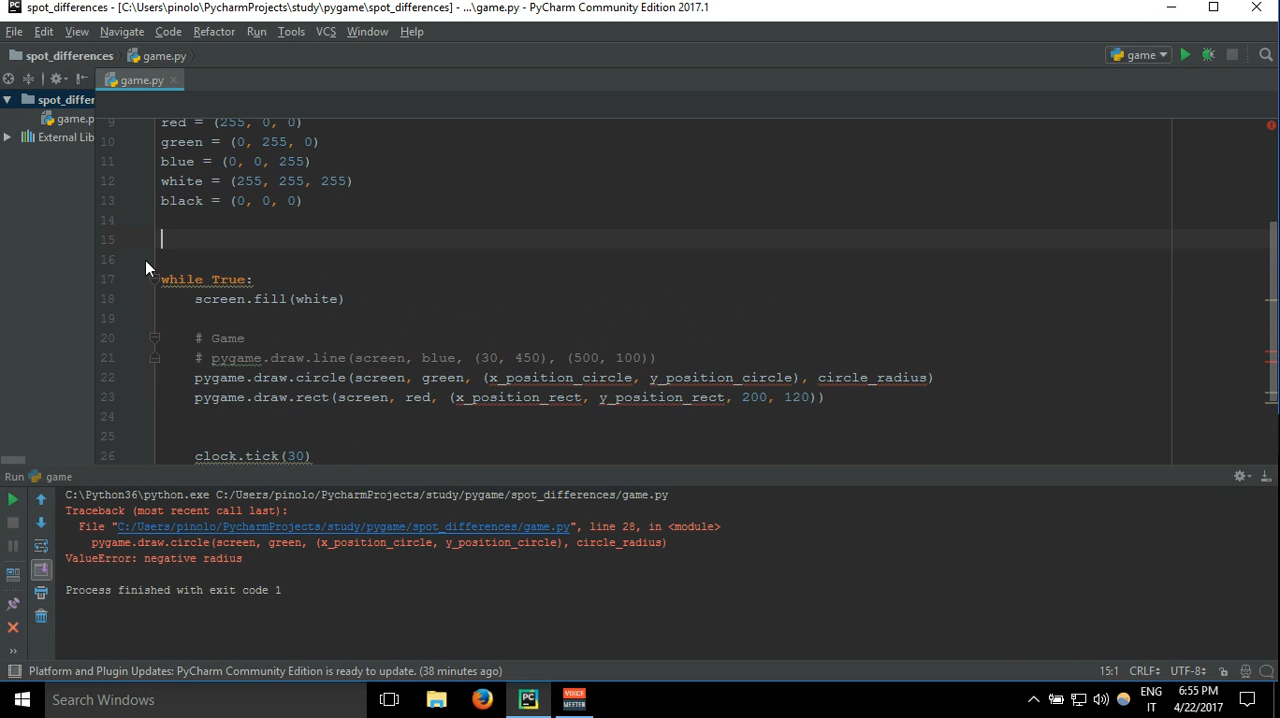 spot_differences - [C:\Users\pinolo\PycharmProjects\study\pygame\spot_differences] - ...\game.py - PyCharm Community Edition 2017.1
File Edit View Navigate Code Refactor Run Tools VCS Window Help
spot_differences game.py game
game.py
spot_differ
game.p
External Lib
9 red = (255, 0, 0)
10 green = (0, 255, 0)
11 blue = (0, 0, 255)
12 white = (255, 255, 255)
13 black = (0, 0, 0)
14
15
16
17 while True:
18 screen.fill(white)
19
20 # Game
21 # pygame.draw.line(screen, blue, (30, 450), (500, 100))
22 pygame.draw.circle(screen, green, (x_position_circle, y_position_circle), circle_radius)
23 pygame.draw.rect(screen, red, (x_position_rect, y_position_rect, 200, 120))
24
25
26 clock.tick(30)
Run game
C:\Python36\python.exe C:/Users/pinolo/PycharmProjects/study/pygame/spot_differences/game.py
Traceback (most recent call last):
File "C:/Users/pinolo/PycharmProjects/study/pygame/spot_differences/game.py", line 28, in <module>
pygame.draw.circle(screen, green, (x_position_circle, y_position_circle), circle_radius)
ValueError: negative radius
Process finished with exit code 1
Platform and Plugin Updates: PyCharm Community Edition is ready to update. (38 minutes ago) 15:1 CRLF UTF-8
Search Windows
PC
VOICE
MEETER
ENG
IT
6:55 PM
4/22/2017